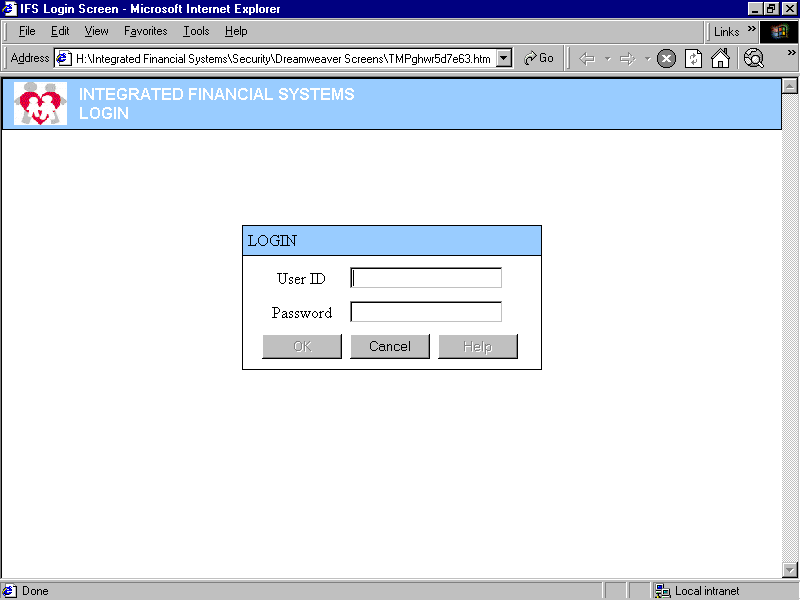 IFS Login Screen - Microsoft Internet Explorer
File Edit View Favorites Tools Help Links »
Address H:\Integrated Financial Systems\Security\Dreamweaver Screens\TMPghwr5d7e63.htm Go »
INTEGRATED FINANCIAL SYSTEMS
LOGIN
LOGIN
User ID
Password
OK Cancel Help
Done Local intranet